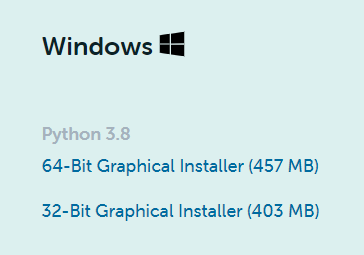 Windows
Python 3.8
64-Bit Graphical Installer (457 MB)
32-Bit Graphical Installer (403 MB)